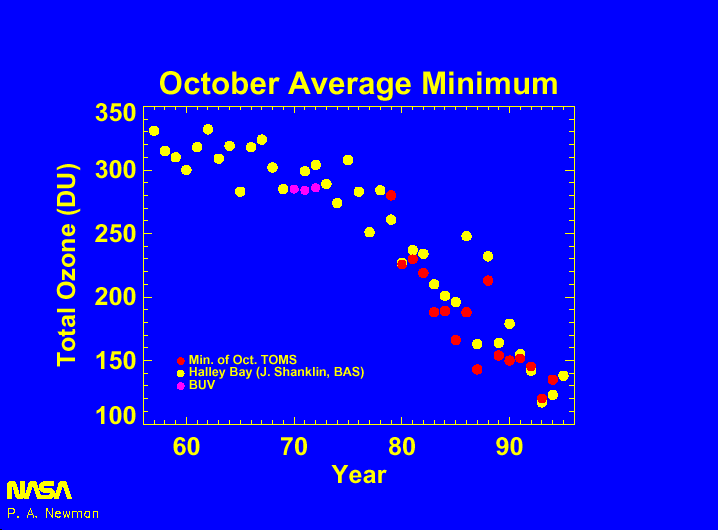 October Average Minimum
350
300
250
200
150
100
Total Ozone (DU)
Min. of Oct. TOMS
Halley Bay (J. Shanklin, BAS)
BUV
60 70 80 90
Year
NASA
P. A. Newman